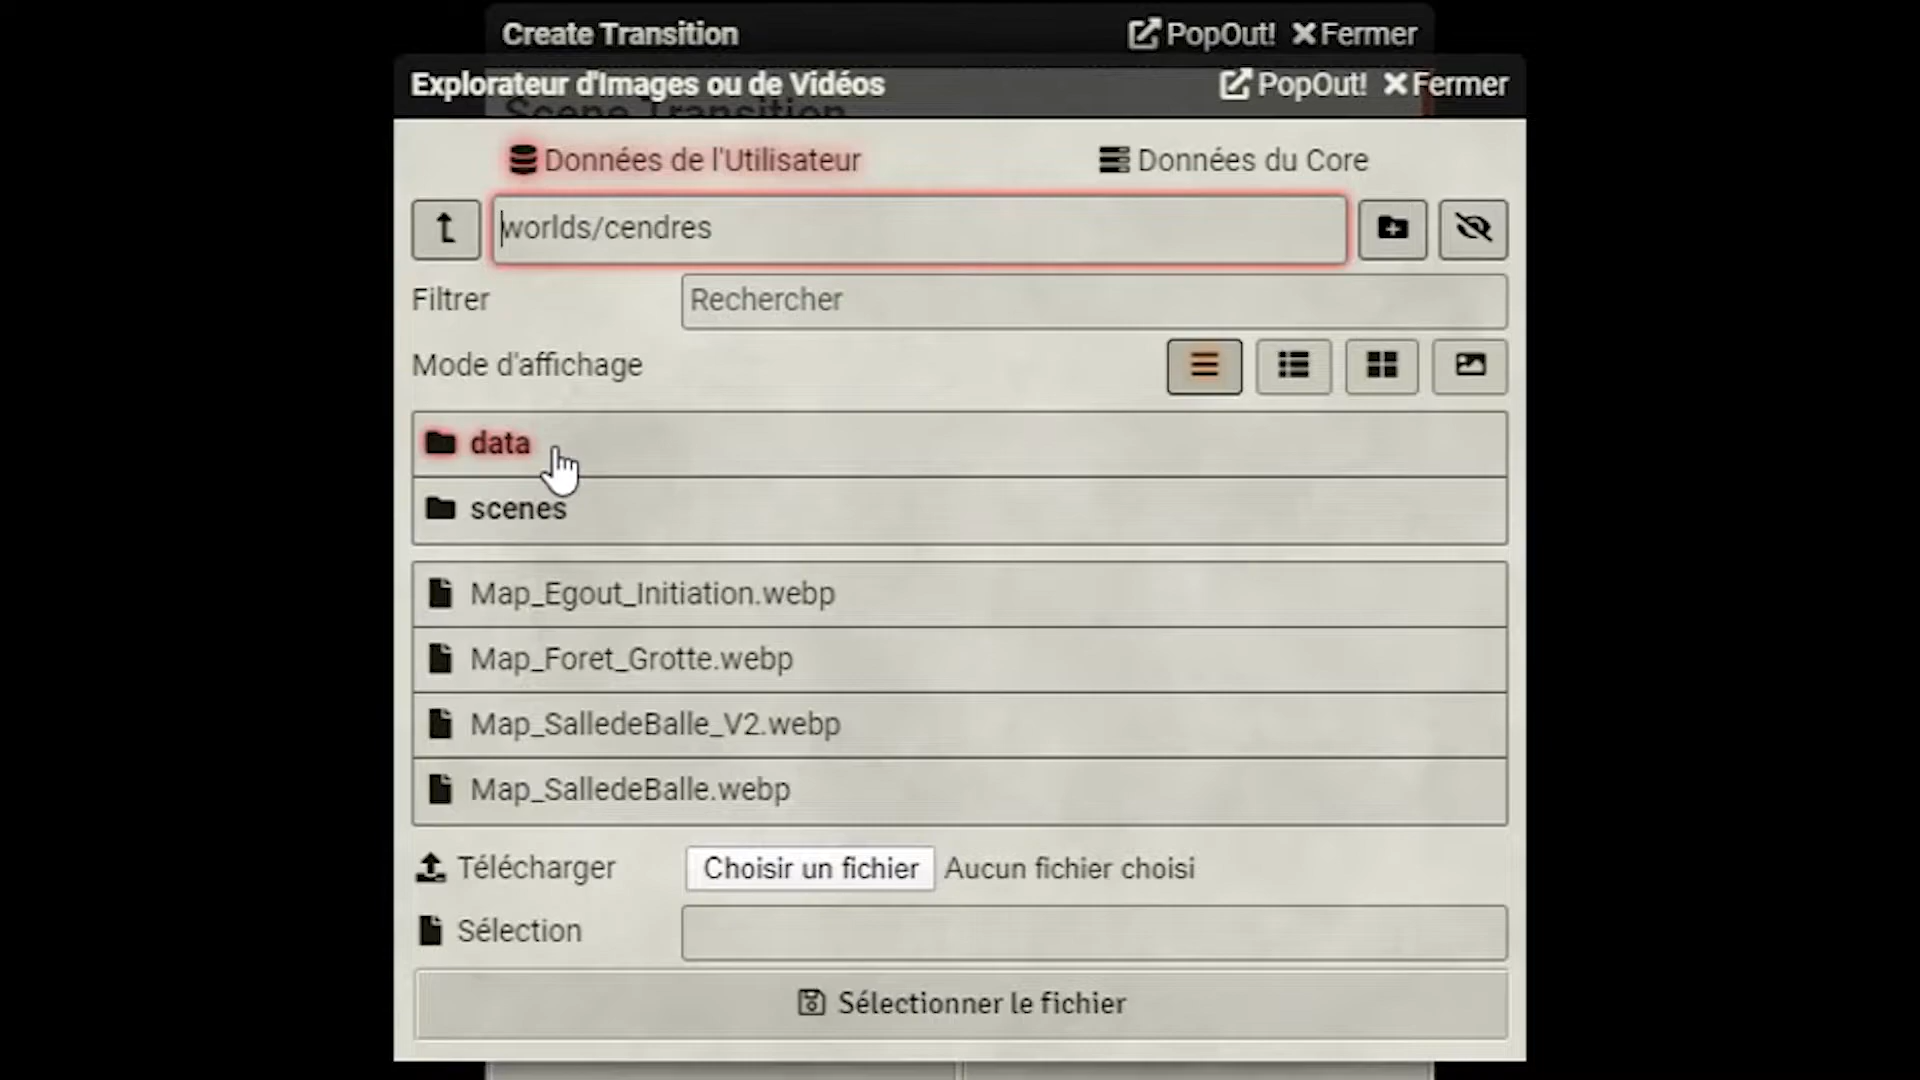 Create Transition PopOut! Fermer
Explorateur d'Images ou de Vidéos PopOut! Fermer
Scene Transition
Données de l'Utilisateur Données du Core
worlds/cendres
Filtrer Rechercher
Mode d'affichage
data
scenes
Map_Egout_Initiation.webp
Map_Foret_Grotte.webp
Map_SalledeBalle_V2.webp
Map_SalledeBalle.webp
Télécharger Choisir un fichier Aucun fichier choisi
Sélection
Sélectionner le fichier